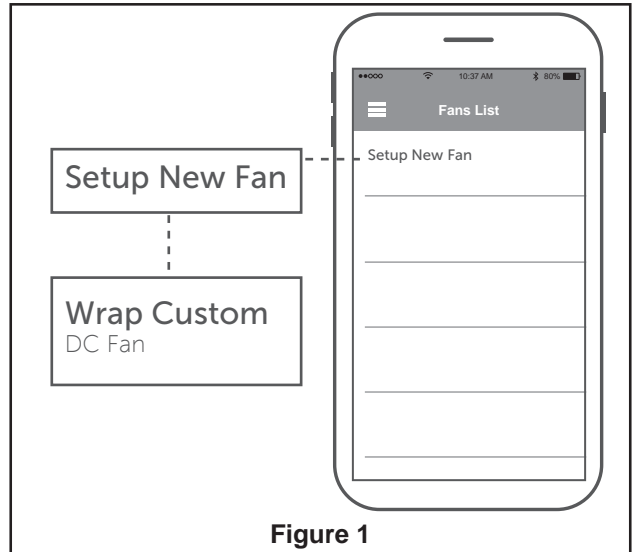 10:37 AM
80%
Fans List
Setup New Fan
Setup New Fan
Wrap Custom
DC Fan
Figure 1